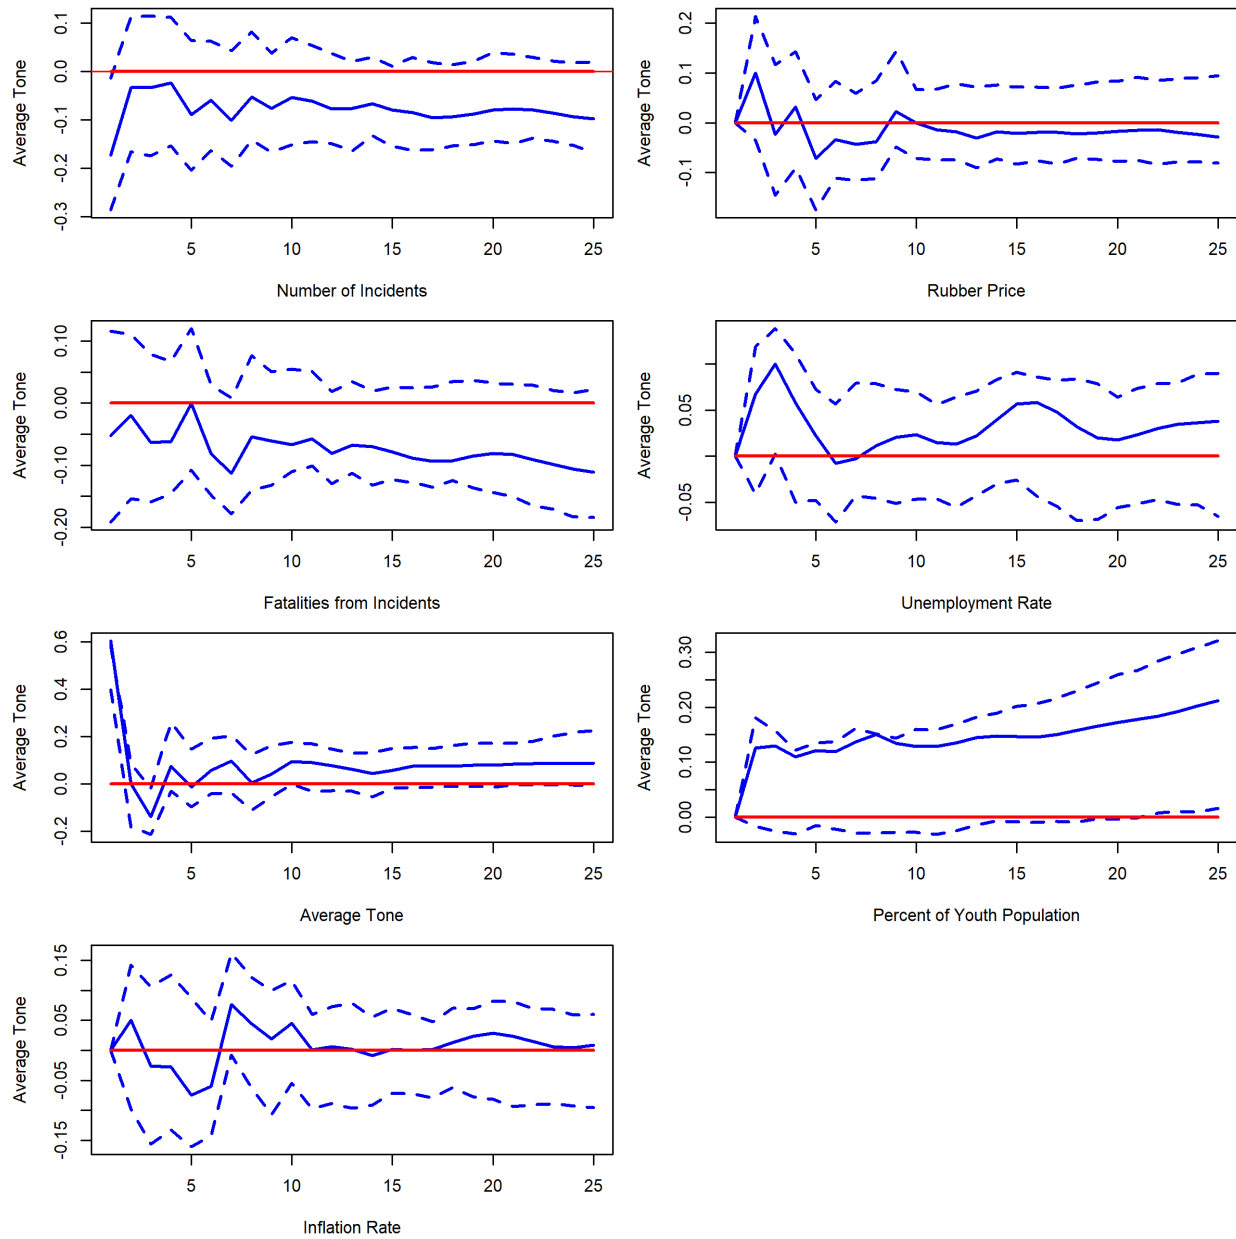 Average Tone
0.1
0.0
-0.1
-0.2
-0.3
5 10 15 20 25
Number of Incidents
Average Tone
0.2
0.1
0.0
-0.1
5 10 15 20 25
Rubber Price
Average Tone
0.10
0.00
-0.10
-0.20
5 10 15 20 25
Fatalities from Incidents
Average Tone
0.05
-0.05
5 10 15 20 25
Unemployment Rate
Average Tone
0.6
0.4
0.2
0.0
-0.2
5 10 15 20 25
Average Tone
Average Tone
0.30
0.20
0.10
0.00
5 10 15 20 25
Percent of Youth Population
Average Tone
0.15
0.05
-0.05
-0.15
5 10 15 20 25
Inflation Rate